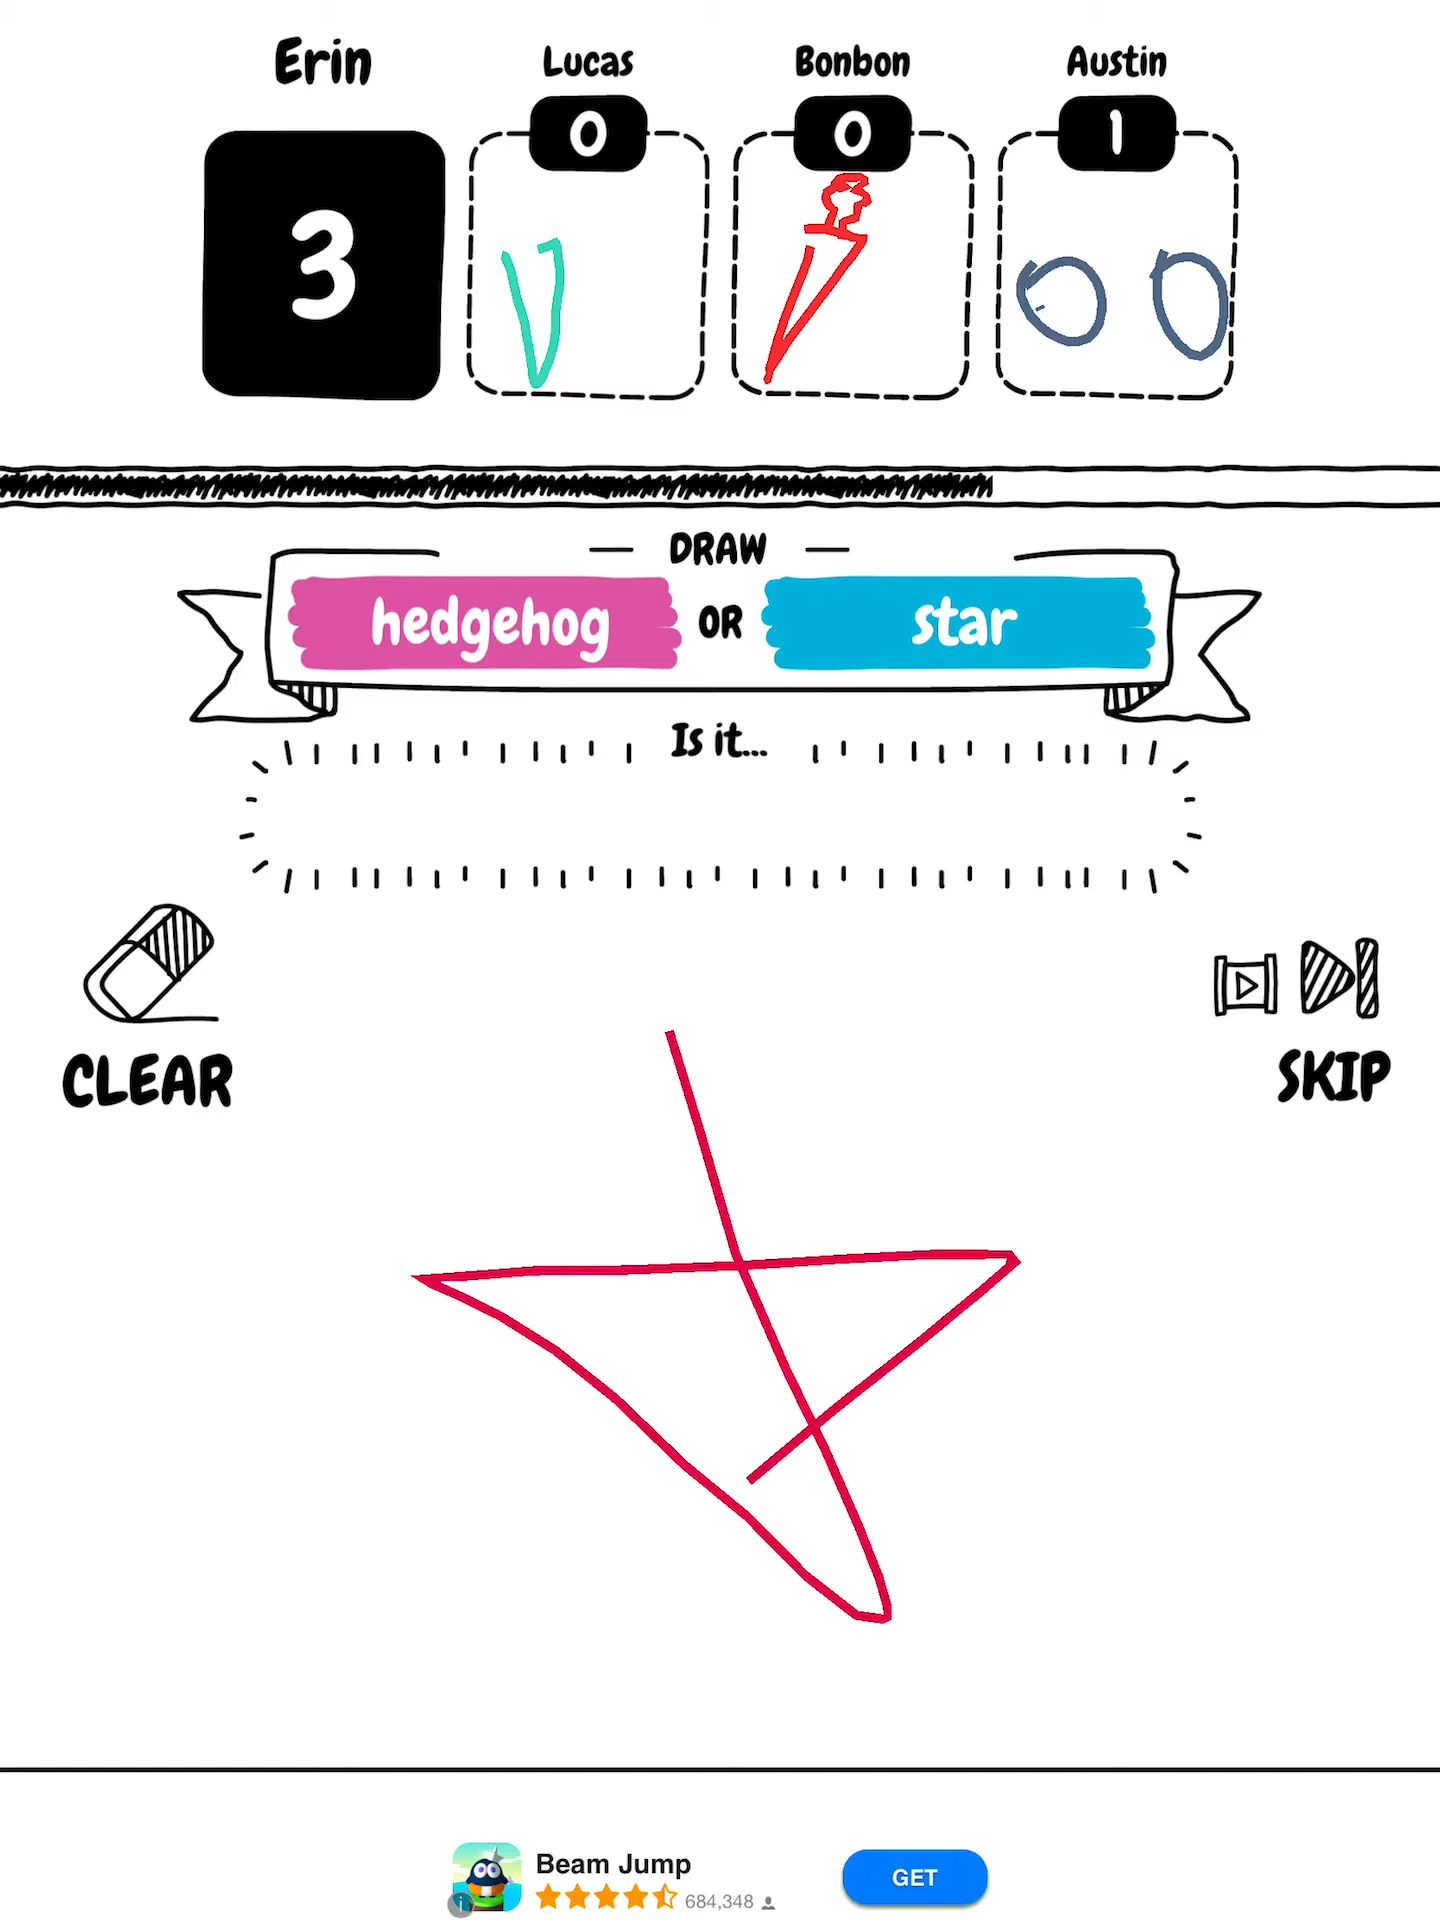 Erin
Lucas
Bonbon
Austin
3
0
0
1
DRAW
hedgehog OR star
Is it...
CLEAR
SKIP
Beam Jump
684,348
GET